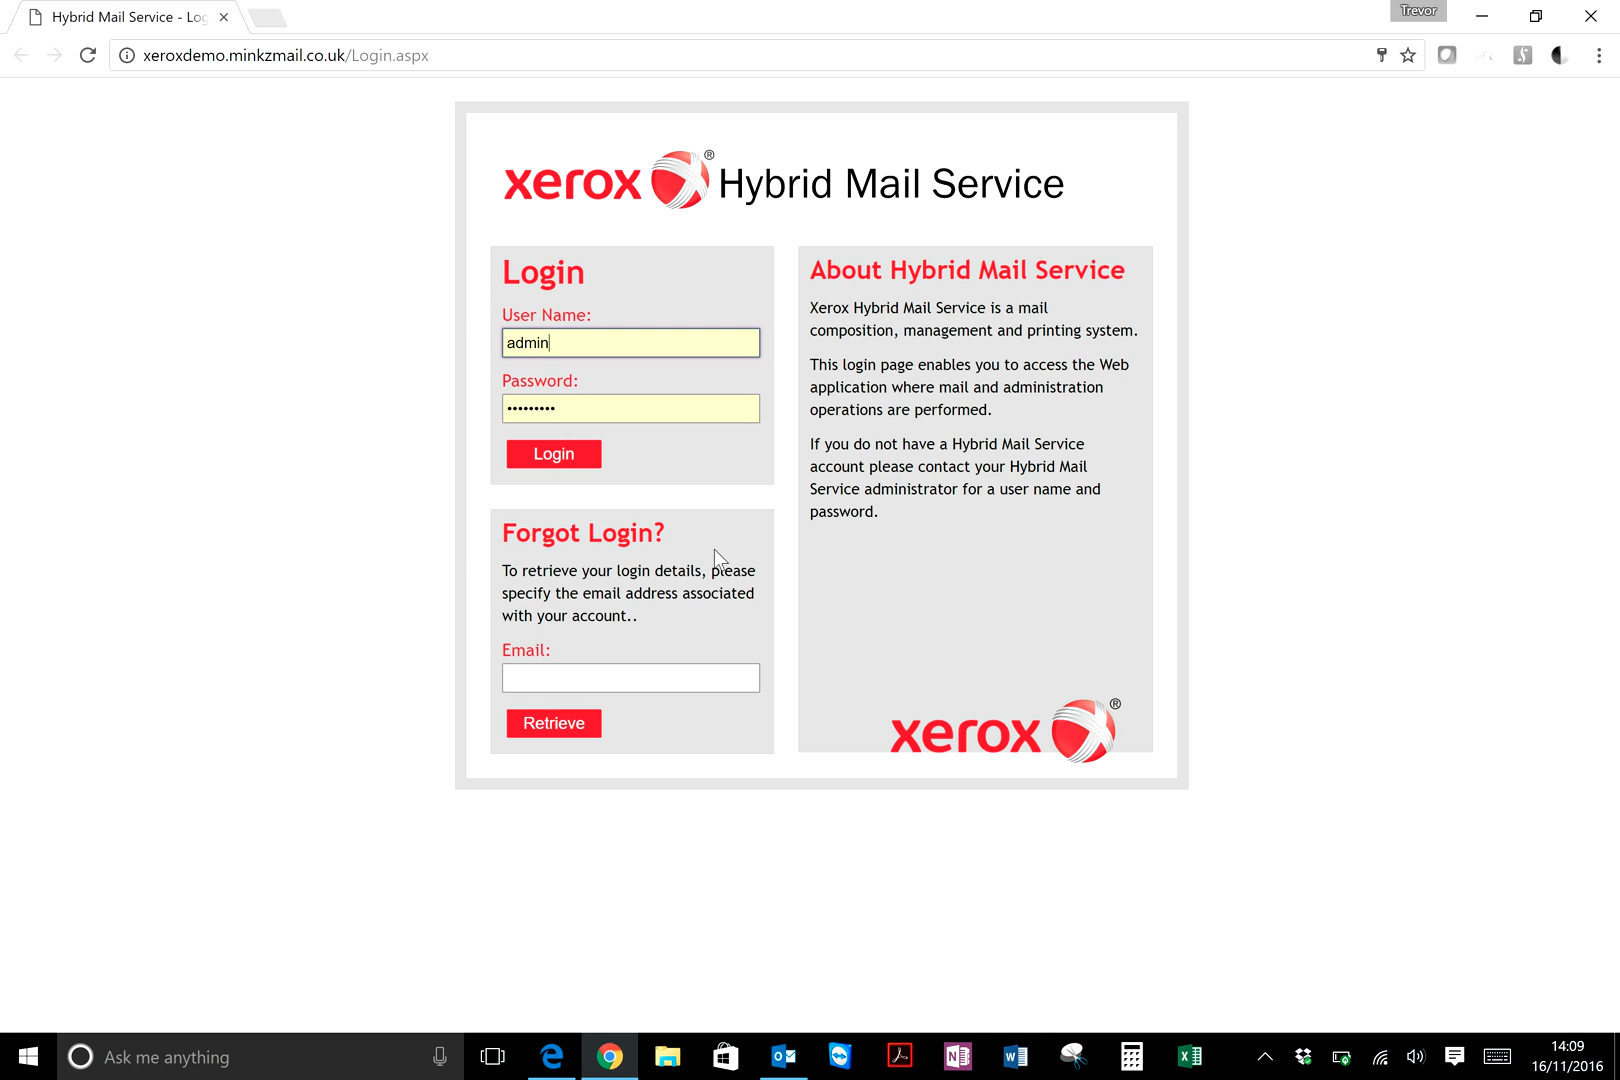 Hybrid Mail Service - Log
Trevor
xeroxdemo.minkzmail.co.uk/Login.aspx
xerox® Hybrid Mail Service
Login
User Name:
admin
Password:
•••••••••
Login
Forgot Login?
To retrieve your login details, please
specify the email address associated
with your account..
Email:
Retrieve
About Hybrid Mail Service
Xerox Hybrid Mail Service is a mail
composition, management and printing system.
This login page enables you to access the Web
application where mail and administration
operations are performed.
If you do not have a Hybrid Mail Service
account please contact your Hybrid Mail
Service administrator for a user name and
password.
xerox®
Ask me anything
14:09
16/11/2016